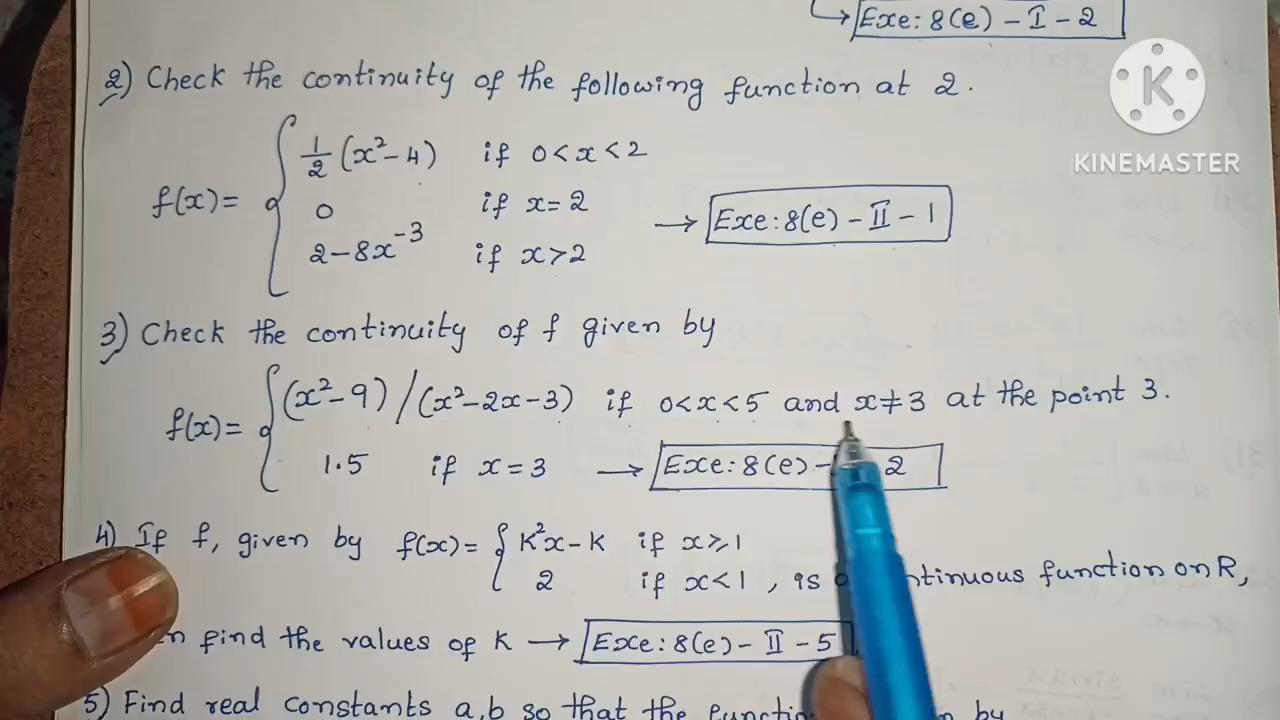 → Exe: 8(e) - I - 2
2) Check the continuity of the following function at 2.
f(x) = { 1/2 (x² - 4) if 0 < x < 2
0 if x = 2
2 - 8x⁻³ if x > 2
→ Exe: 8(e) - II - 1
KINEMASTER
3) Check the continuity of f given by
f(x) = { (x² - 9) / (x² - 2x - 3) if 0 < x < 5 and x ≠ 3 at the point 3.
1.5 if x = 3 → Exe: 8(e) - 2
4) If f, given by f(x) = { K²x - K if x ≥ 1
2 if x < 1, is continuous function on R,
find the values of K → Exe: 8(e) - II - 5
5) Find real constants a, b so that the by